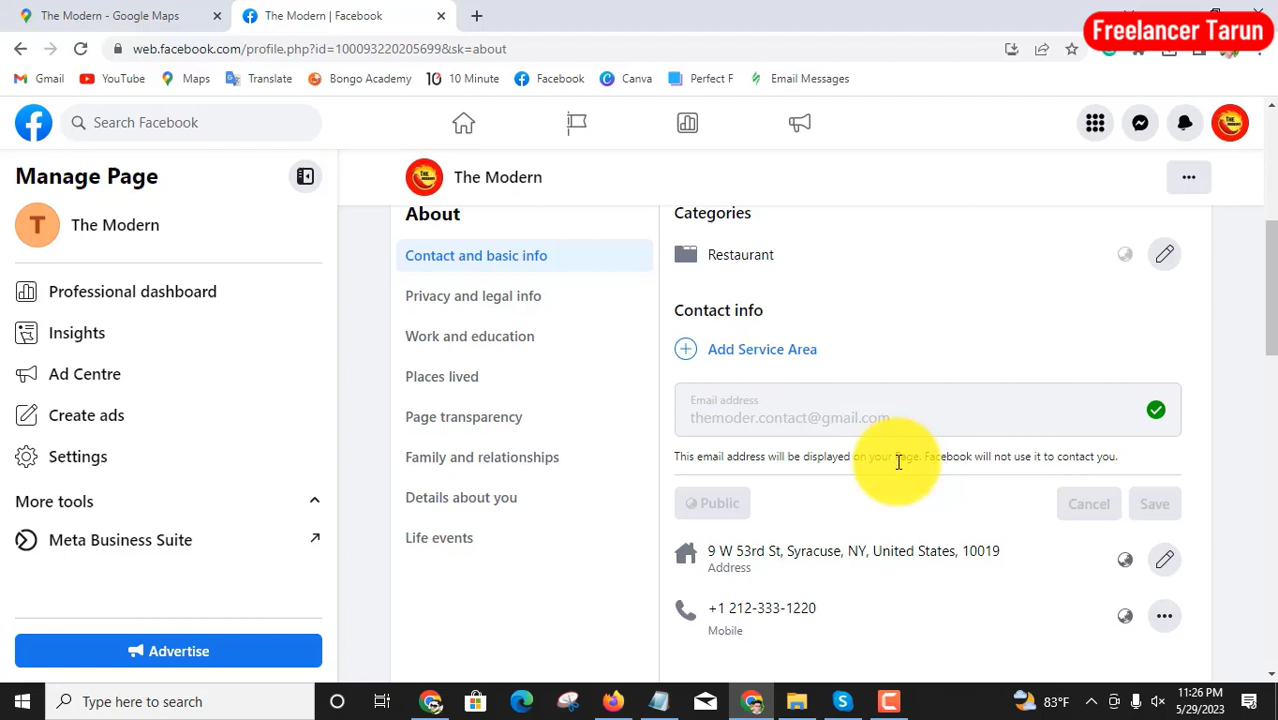 The Modern - Google Maps
The Modern | Facebook
Freelancer Tarun
web.facebook.com/profile.php?id=100093220205699&sk=about
Gmail
YouTube
Maps
Translate
Bongo Academy
10 Minute
Facebook
Canva
Perfect F
Email Messages
Search Facebook
Manage Page
The Modern
T
The Modern
Professional dashboard
Insights
Ad Centre
Create ads
Settings
More tools
Meta Business Suite
Advertise
About
Contact and basic info
Privacy and legal info
Work and education
Places lived
Page transparency
Family and relationships
Details about you
Life events
Categories
Restaurant
Contact info
Add Service Area
Email address
themoder.contact@gmail.com
This email address will be displayed on your Page. Facebook will not use it to contact you.
Public
Cancel
Save
9 W 53rd St, Syracuse, NY, United States, 10019
Address
+1 212-333-1220
Mobile
Type here to search
83°F
11:26 PM
5/29/2023